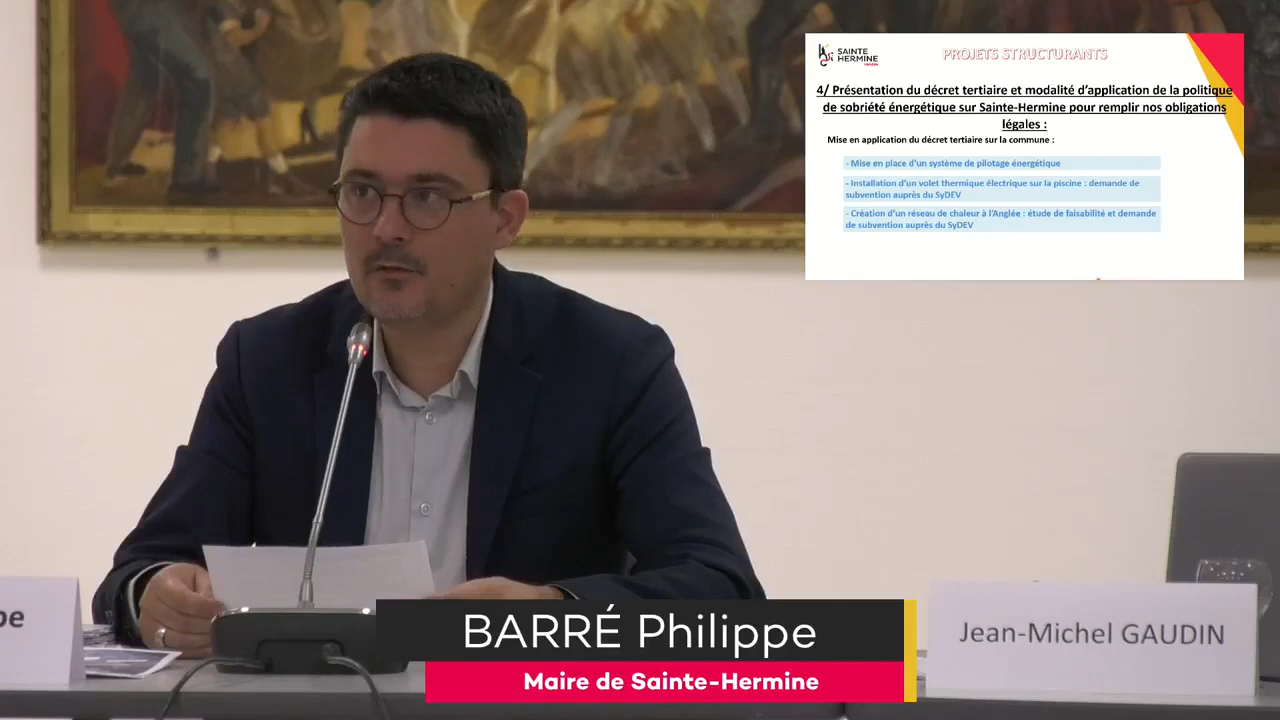 SAINTE
HERMINE
Vendée
PROJETS STRUCTURANTS
4/ Présentation du décret tertiaire et modalité d'application de la politique
de sobriété énergétique sur Sainte-Hermine pour remplir nos obligations
légales :
Mise en application du décret tertiaire sur la commune :
- Mise en place d'un système de pilotage énergétique
- Installation d'un volet thermique électrique sur la piscine : demande de
subvention auprès du SyDEV
- Création d'un réseau de chaleur à l'Anglée : étude de faisabilité et demande
de subvention auprès du SyDEV
pe
BARRÉ Philippe
Jean-Michel GAUDIN
Maire de Sainte-Hermine